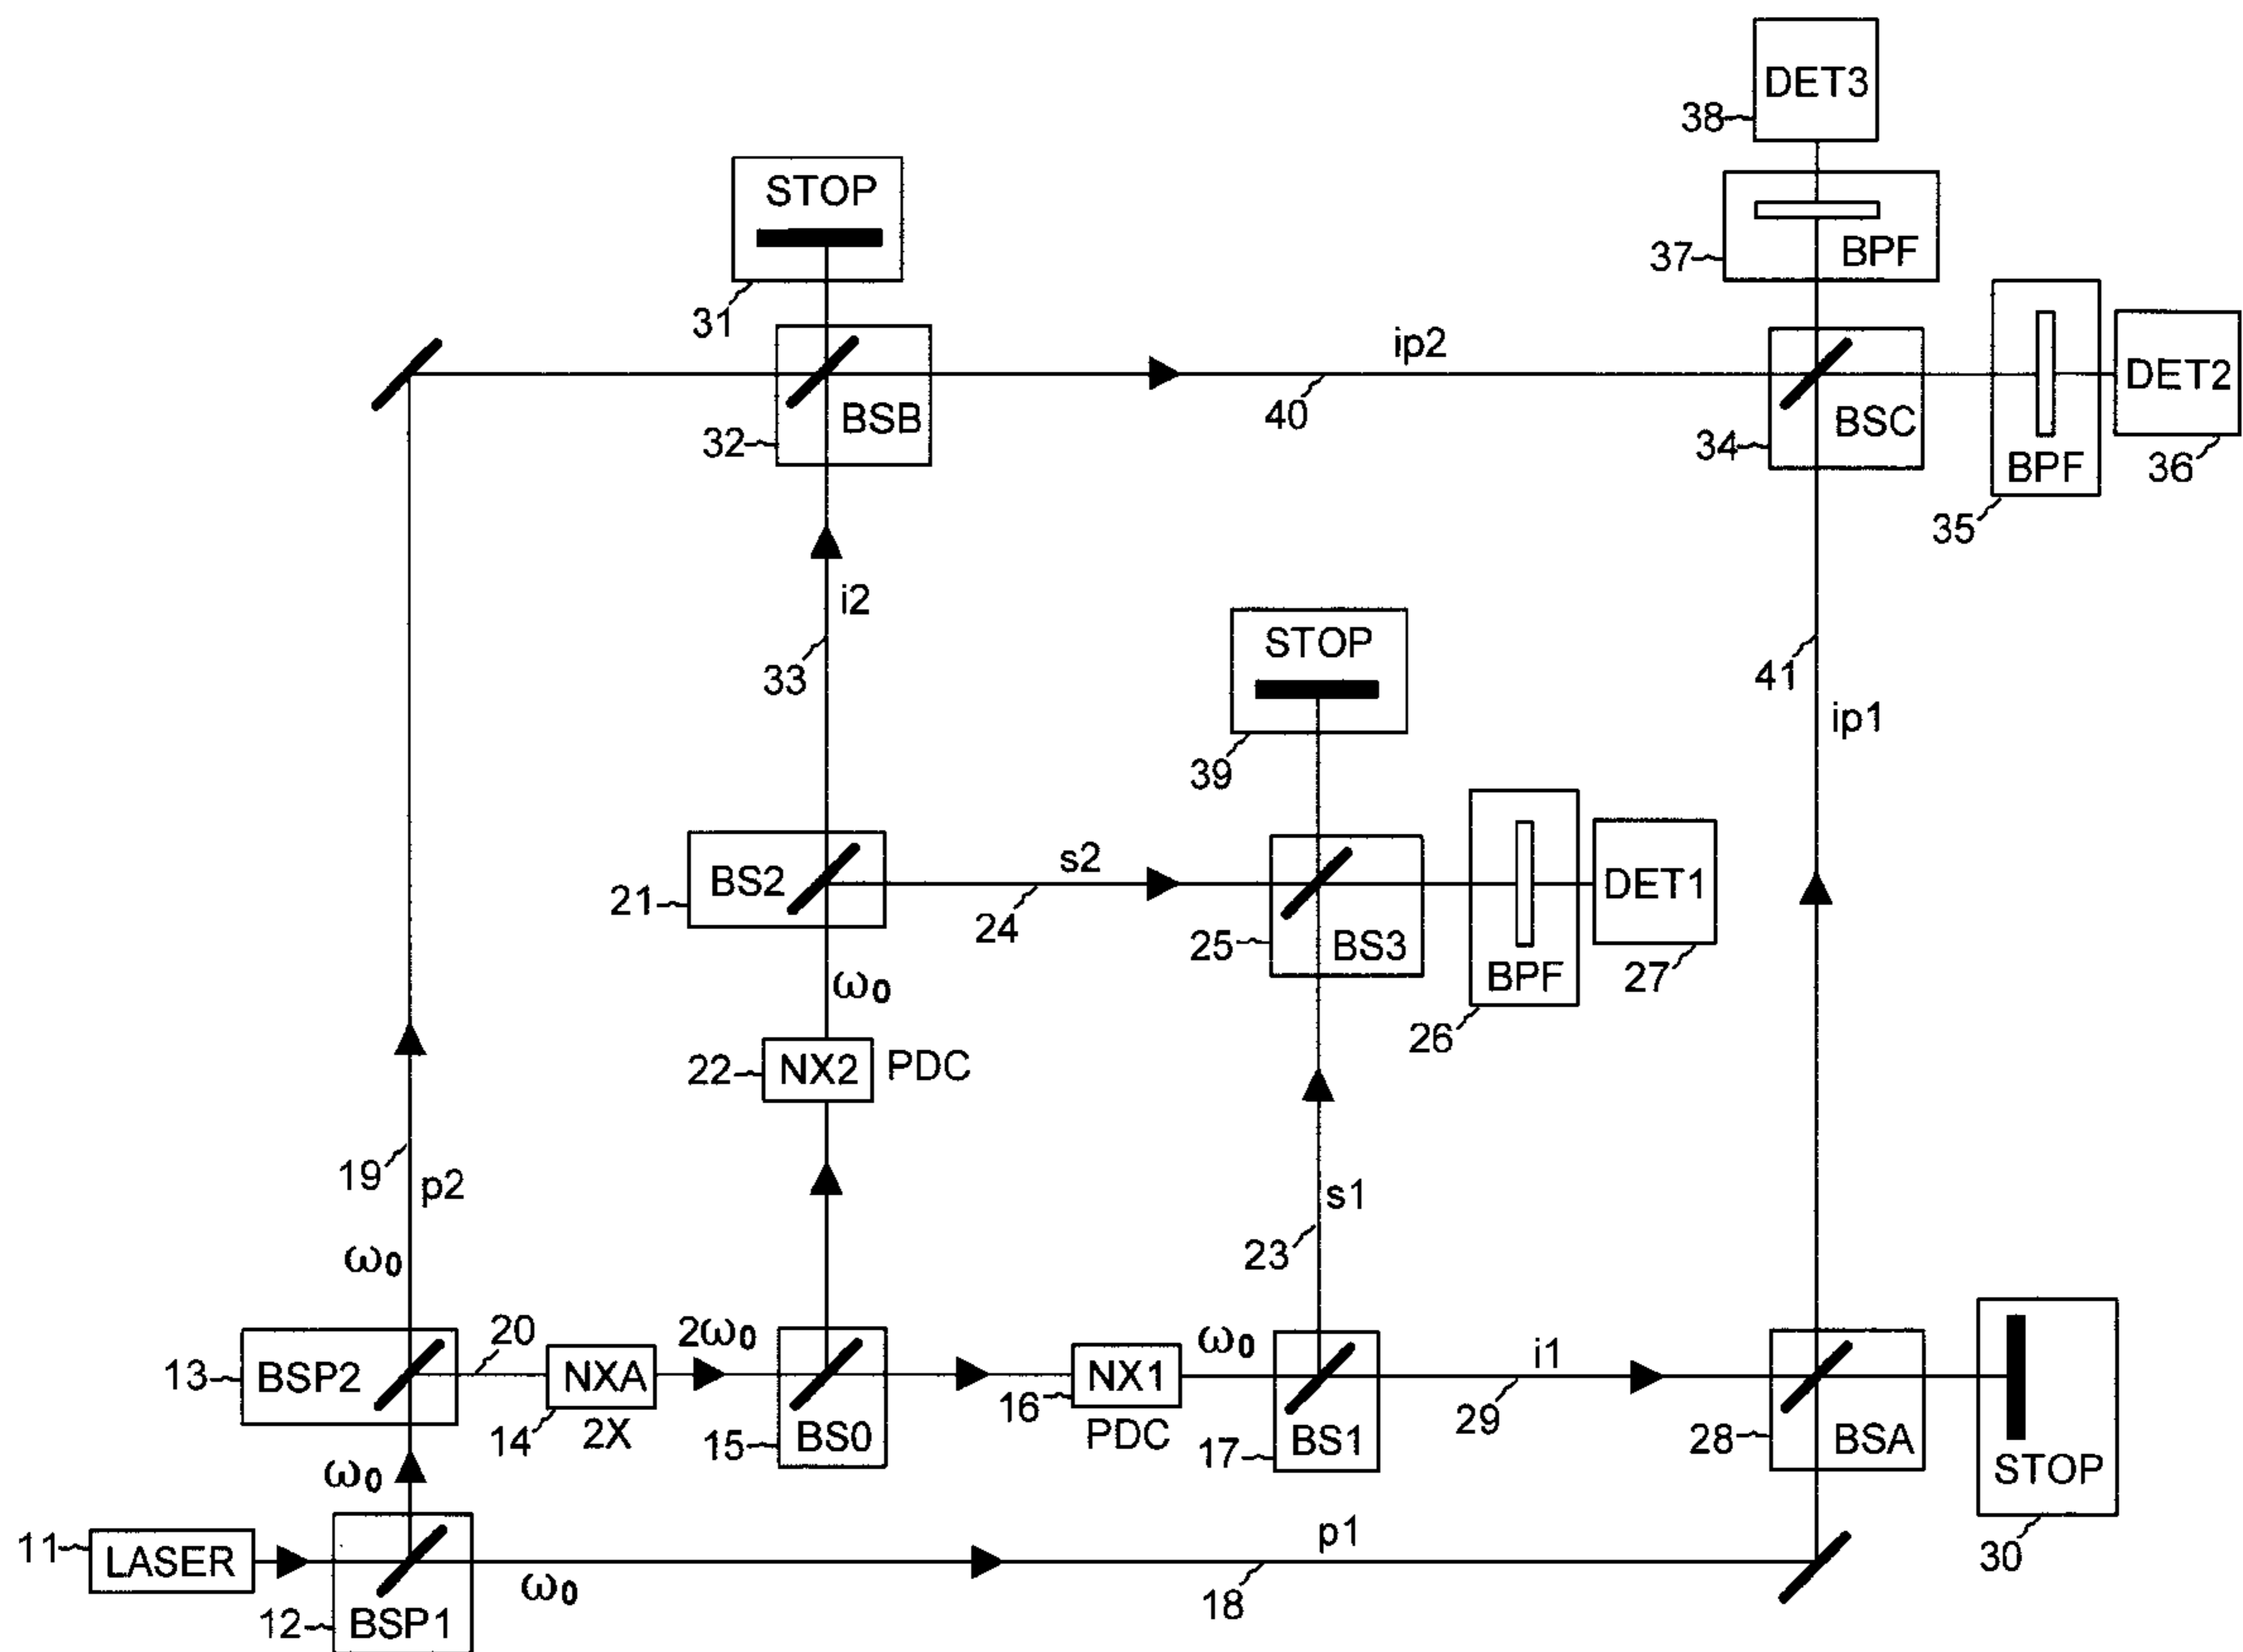 DET3
38
STOP
37
BPF
31
ip2
40
BSB
32
BSC
34
DET2
36
BPF
35
i2
33
STOP
39
41
ip1
BS2
21
s2
24
25
BS3
BPF
26
DET1
27
ω0
22
NX2
PDC
19
p2
s1
23
ω0
13
BSP2
20
NXA
14
2X
2ω0
15
BS0
16
NX1
PDC
ω0
17
BS1
i1
29
28
BSA
STOP
30
ω0
11
LASER
12
BSP1
ω0
p1
18